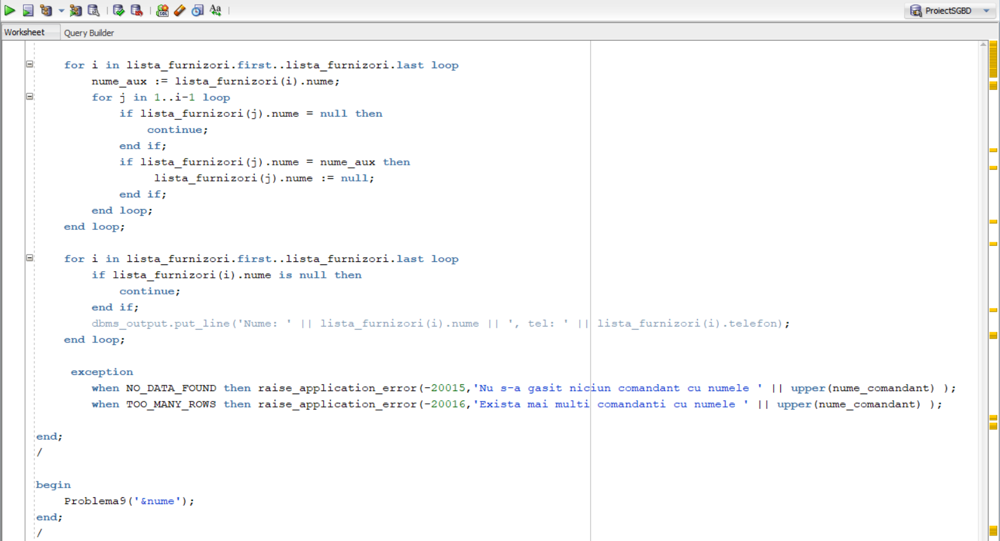 SQL
Aa
ProiectSGBD
Worksheet Query Builder
for i in lista_furnizori.first..lista_furnizori.last loop
nume_aux := lista_furnizori(i).nume;
for j in 1..i-1 loop
if lista_furnizori(j).nume = null then
continue;
end if;
if lista_furnizori(j).nume = nume_aux then
lista_furnizori(j).nume := null;
end if;
end loop;
end loop;
for i in lista_furnizori.first..lista_furnizori.last loop
if lista_furnizori(i).nume is null then
continue;
end if;
dbms_output.put_line('Nume: ' || lista_furnizori(i).nume || ', tel: ' || lista_furnizori(i).telefon);
end loop;
exception
when NO_DATA_FOUND then raise_application_error(-20015,'Nu s-a gasit niciun comandant cu numele ' || upper(nume_comandant) );
when TOO_MANY_ROWS then raise_application_error(-20016,'Exista mai multi comandanti cu numele ' || upper(nume_comandant) );
end;
/
begin
Problema9('&nume');
end;
/